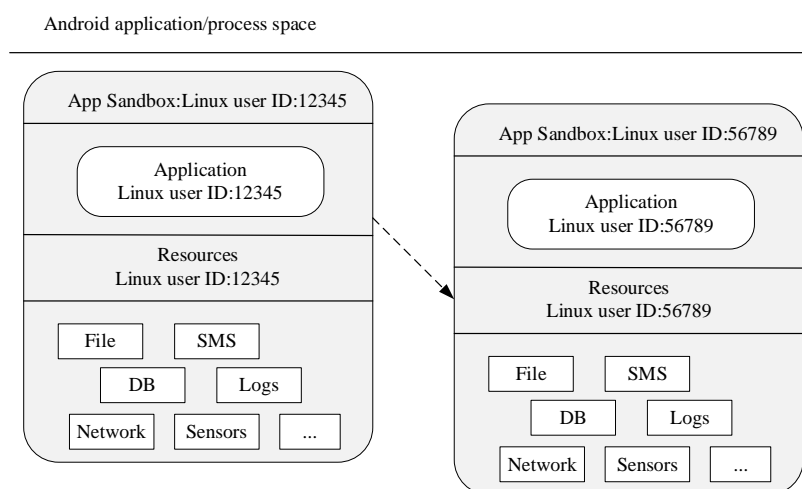 Android application/process space
App Sandbox:Linux user ID:12345
Application
Linux user ID:12345
Resources
Linux user ID:12345
File
SMS
DB
Logs
Network
Sensors
...
App Sandbox:Linux user ID:56789
Application
Linux user ID:56789
Resources
Linux user ID:56789
File
SMS
DB
Logs
Network
Sensors
...